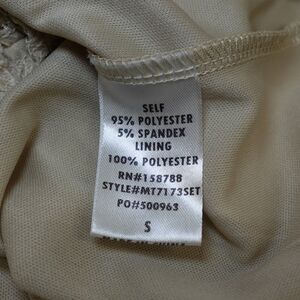 SELF
95% POLYESTER
5% SPANDEX
LINING
100% POLYESTER
RN#158788
STYLE#MT7173SET
PO#500963
S